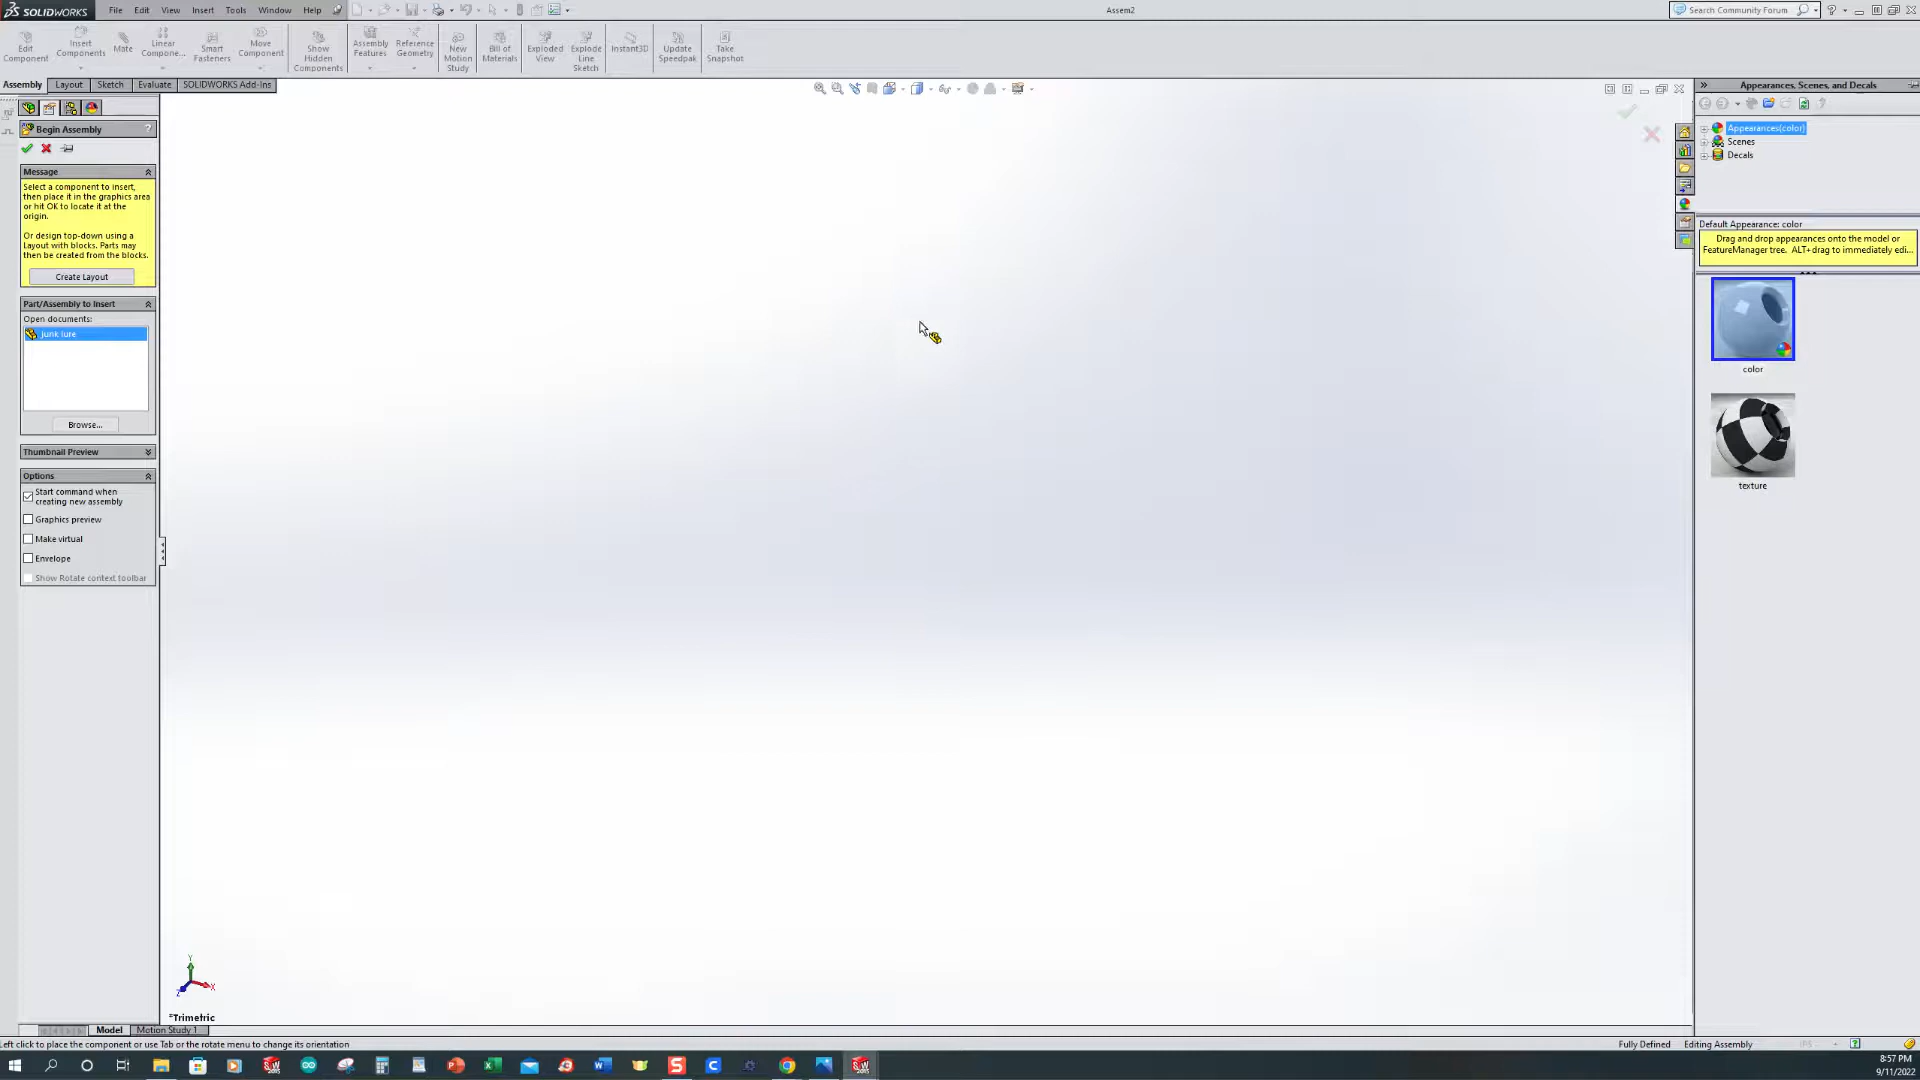 SOLIDWORKS File Edit View Insert Tools Window Help Assem2 Search Community Forum
Edit Component
Insert Components
Mate
Linear Compone...
Smart Fasteners
Move Component
Show Hidden Components
Assembly Features
Reference Geometry
New Motion Study
Bill of Materials
Exploded View
Explode Line Sketch
Instant3D
Update Speedpak
Take Snapshot
Assembly Layout Sketch Evaluate SOLIDWORKS Add-Ins
Begin Assembly ?
Message
Select a component to insert,
then place it in the graphics area
or hit OK to locate it at the
origin.
Or design top-down using a
Layout with blocks. Parts may
then be created from the blocks.
Create Layout
Part/Assembly to Insert
Open documents:
junk lure
Browse...
Thumbnail Preview
Options
Start command when
creating new assembly
Graphics preview
Make virtual
Envelope
Show Rotate context toolbar
Appearances, Scenes, and Decals
Appearances(color)
Scenes
Decals
Default Appearance: color
Drag and drop appearances onto the model or
FeatureManager tree. ALT+drag to immediately edi...
color
texture
Y
X
Z
*Trimetric
Model Motion Study 1
Left click to place the component or use Tab or the rotate menu to change its orientation
Fully Defined Editing Assembly
8:57 PM
9/11/2022